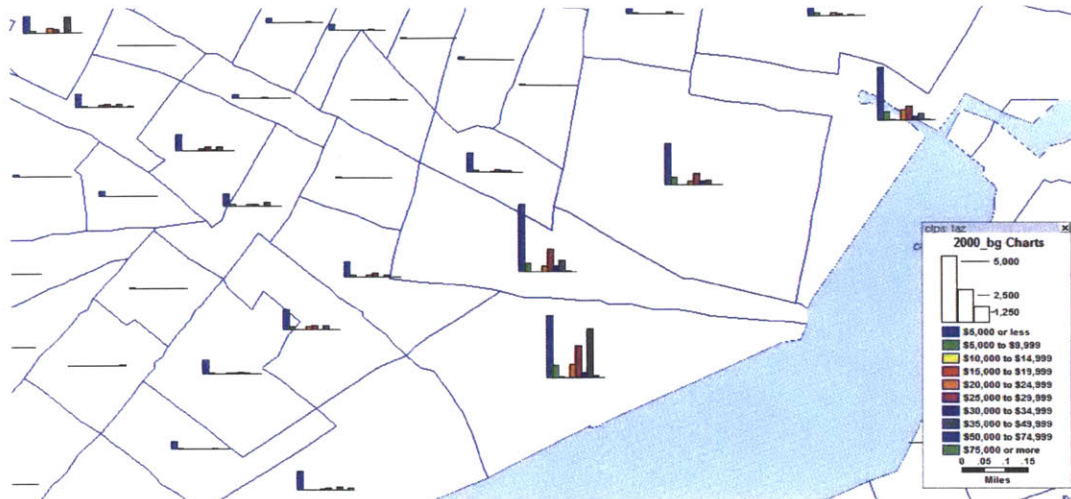 7
ctps_taz
2000_bg Charts
5,000
2,500
1,250
$5,000 or less
$5,000 to $9,999
$10,000 to $14,999
$15,000 to $19,999
$20,000 to $24,999
$25,000 to $29,999
$30,000 to $34,999
$35,000 to $49,999
$50,000 to $74,999
$75,000 or more
0 .05 .1 .15
Miles